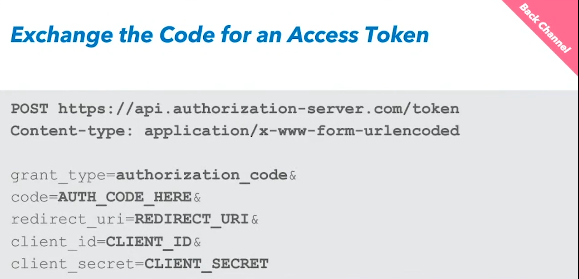 Back Channel
Exchange the Code for an Access Token
POST https://api.authorization-server.com/token
Content-type: application/x-www-form-urlencoded
grant_type=authorization_code&
code=AUTH_CODE_HERE&
redirect_uri=REDIRECT_URI&
client_id=CLIENT_ID&
client_secret=CLIENT_SECRET